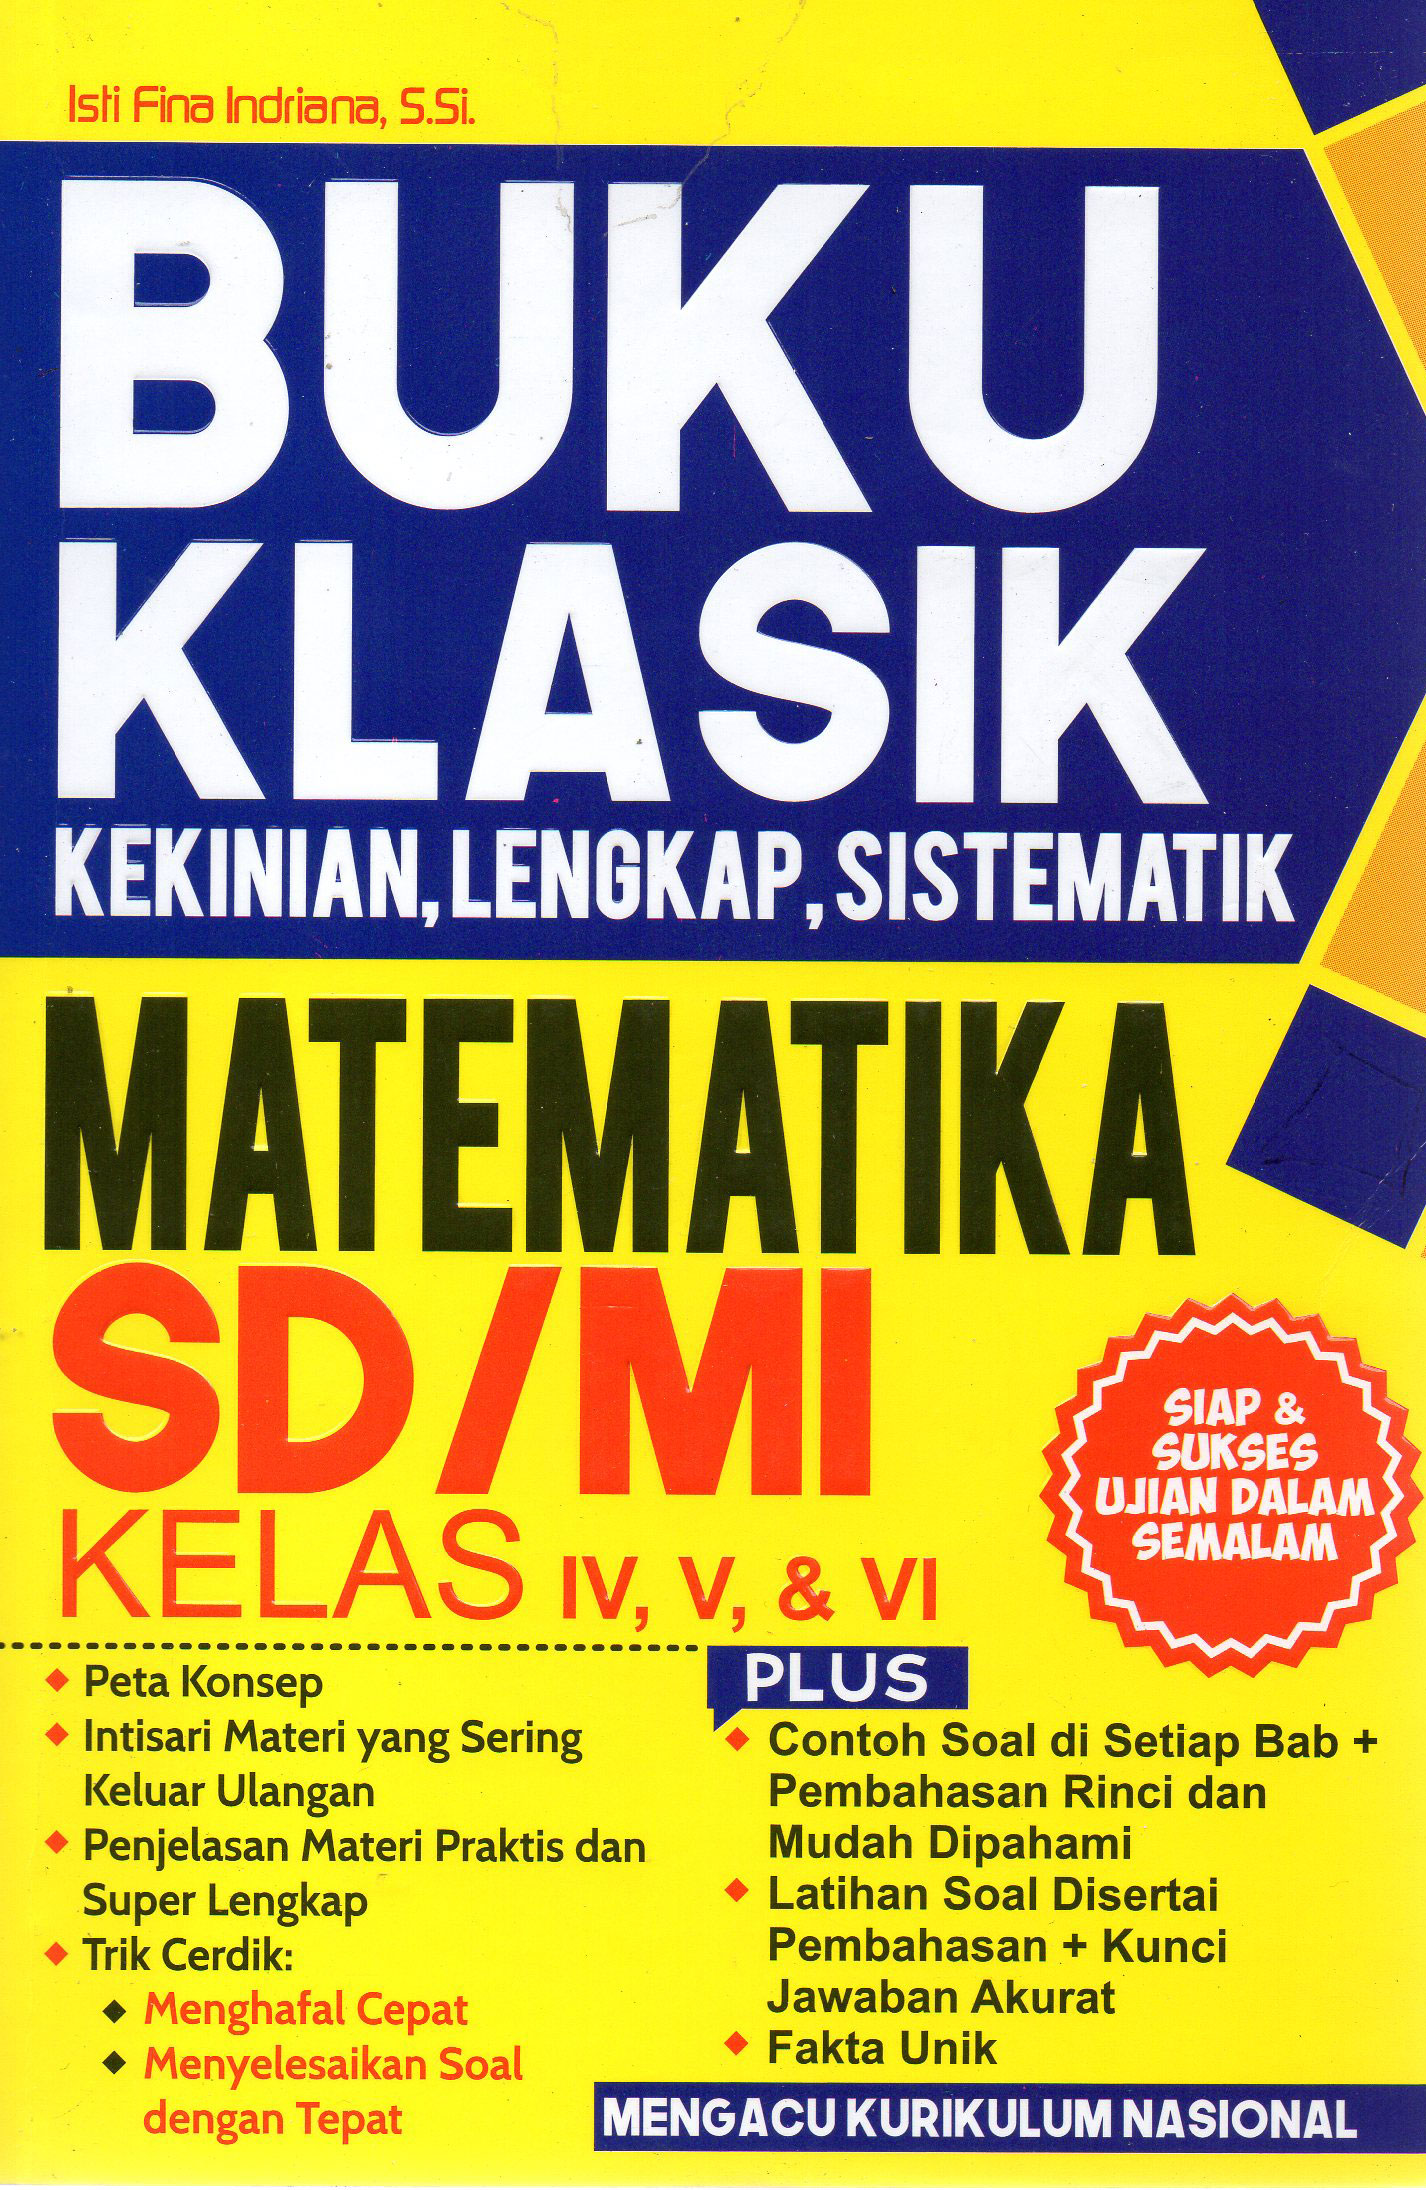 Isti Fina Indriana, S.Si.
BUKU
KLASIK
KEKINIAN, LENGKAP, SISTEMATIK
MATEMATIKA
SD/MI
KELAS IV, V, & VI
SIAP &
SUKSES
UJIAN DALAM
SEMALAM
Peta Konsep
Intisari Materi yang Sering
Keluar Ulangan
Penjelasan Materi Praktis dan
Super Lengkap
Trik Cerdik:
Menghafal Cepat
Menyelesaikan Soal
dengan Tepat
PLUS
Contoh Soal di Setiap Bab +
Pembahasan Rinci dan
Mudah Dipahami
Latihan Soal Disertai
Pembahasan + Kunci
Jawaban Akurat
Fakta Unik
MENGACU KURIKULUM NASIONAL